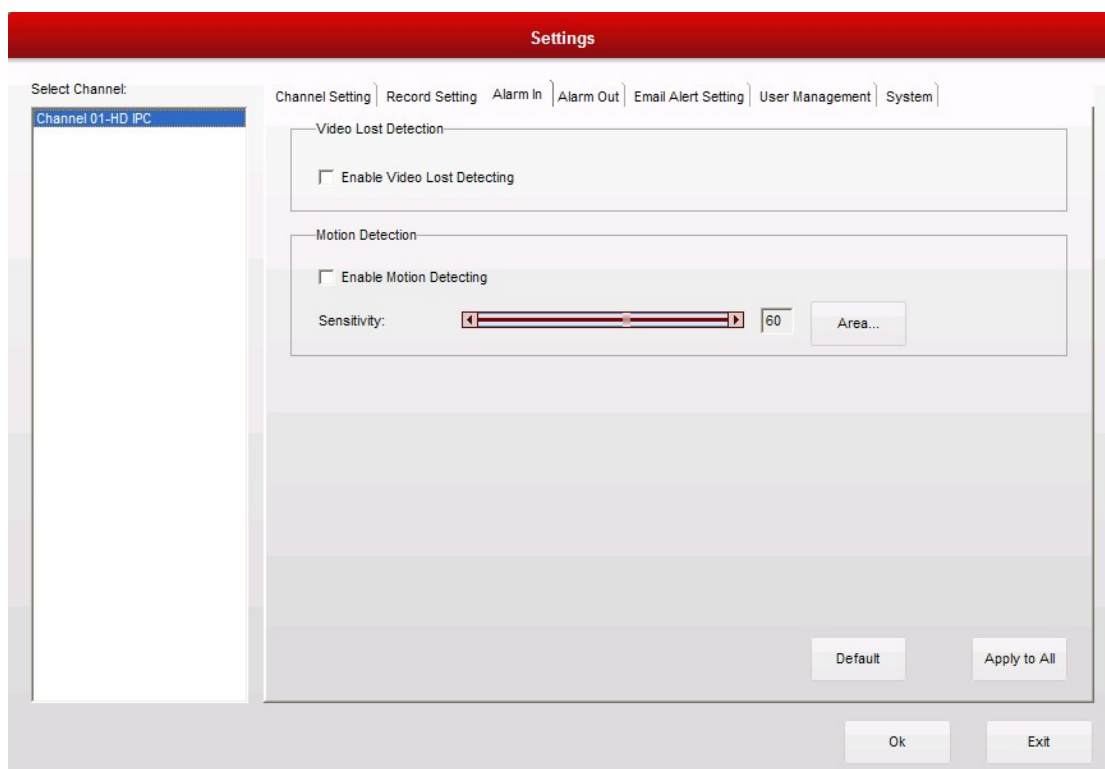 Settings
Select Channel:
Channel 01-HD IPC
Channel Setting Record Setting Alarm In Alarm Out Email Alert Setting User Management System
Video Lost Detection
Enable Video Lost Detecting
Motion Detection
Enable Motion Detecting
Sensitivity: 60 Area...
Default Apply to All
Ok Exit